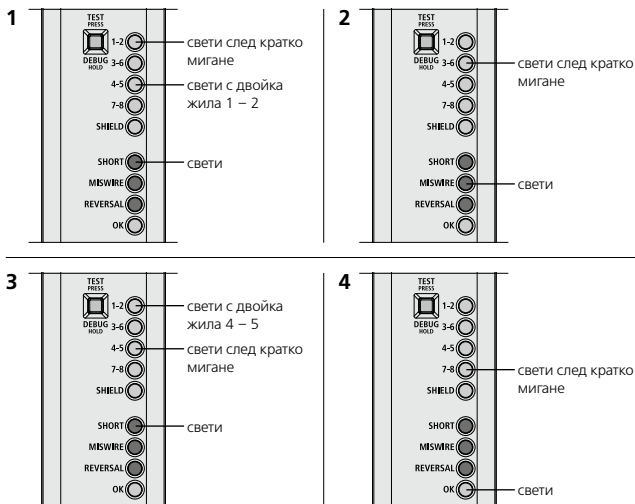 1
TEST
PRESS
1-2
DEBUG
HOLD
3-6
4-5
7-8
SHIELD
SHORT
MISWIRE
REVERSAL
OK
свети след кратко
мигане
свети с двойка
жила 1 – 2
свети
2
TEST
PRESS
1-2
DEBUG
HOLD
3-6
4-5
7-8
SHIELD
SHORT
MISWIRE
REVERSAL
OK
свети след кратко
мигане
свети
3
TEST
PRESS
1-2
DEBUG
HOLD
3-6
4-5
7-8
SHIELD
SHORT
MISWIRE
REVERSAL
OK
свети с двойка
жила 4 – 5
свети след кратко
мигане
свети
4
TEST
PRESS
1-2
DEBUG
HOLD
3-6
4-5
7-8
SHIELD
SHORT
MISWIRE
REVERSAL
OK
свети след кратко
мигане
свети